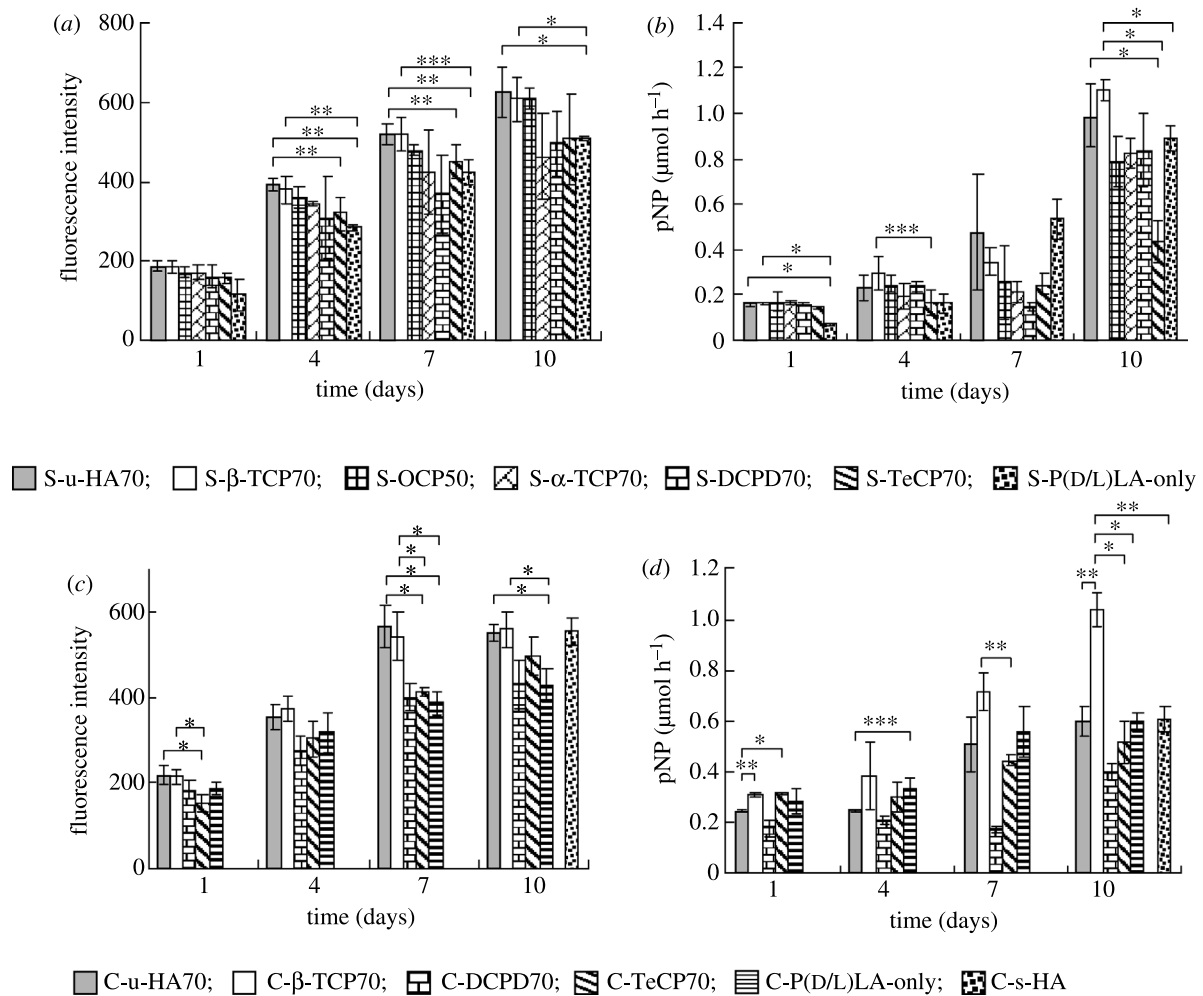 (a)
800
600
400
200
0
fluorescence intensity
** ** **
*** ** **
* *
1 4 7 10
time (days)
(b)
1.4
1.2
1.0
0.8
0.6
0.4
0.2
0
pNP (µmol h⁻¹)
* *
***
* * *
1 4 7 10
time (days)
S-u-HA70; S-β-TCP70; S-OCP50; S-α-TCP70; S-DCPD70; S-TeCP70; S-P(D/L)LA-only
(c)
600
400
200
0
fluorescence intensity
* *
* * * *
* *
1 4 7 10
time (days)
(d)
1.2
1.0
0.8
0.6
0.4
0.2
0
pNP (µmol h⁻¹)
** *
***
**
** * * **
1 4 7 10
time (days)
C-u-HA70; C-β-TCP70; C-DCPD70; C-TeCP70; C-P(D/L)LA-only; C-s-HA